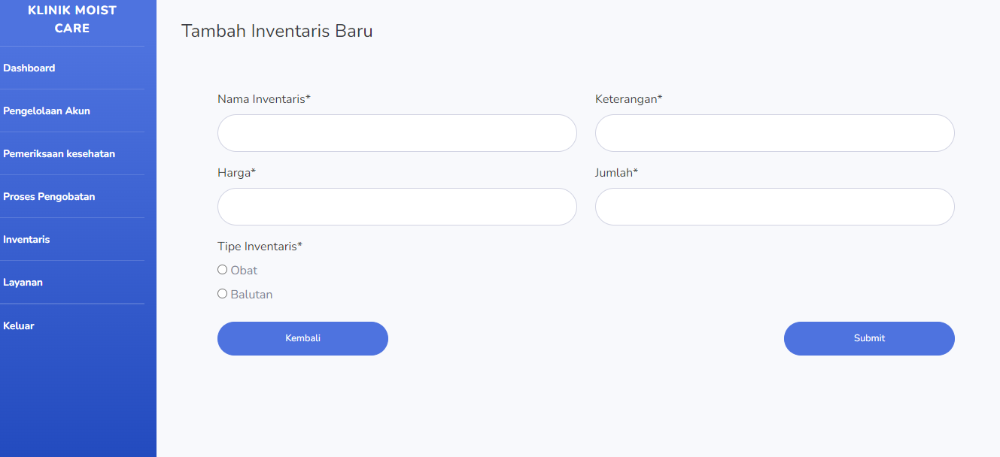 KLINIK MOIST
CARE
Dashboard
Pengelolaan Akun
Pemeriksaan kesehatan
Proses Pengobatan
Inventaris
Layanan
Keluar
Tambah Inventaris Baru
Nama Inventaris*
Keterangan*
Harga*
Jumlah*
Tipe Inventaris*
Obat
Balutan
Kembali
Submit